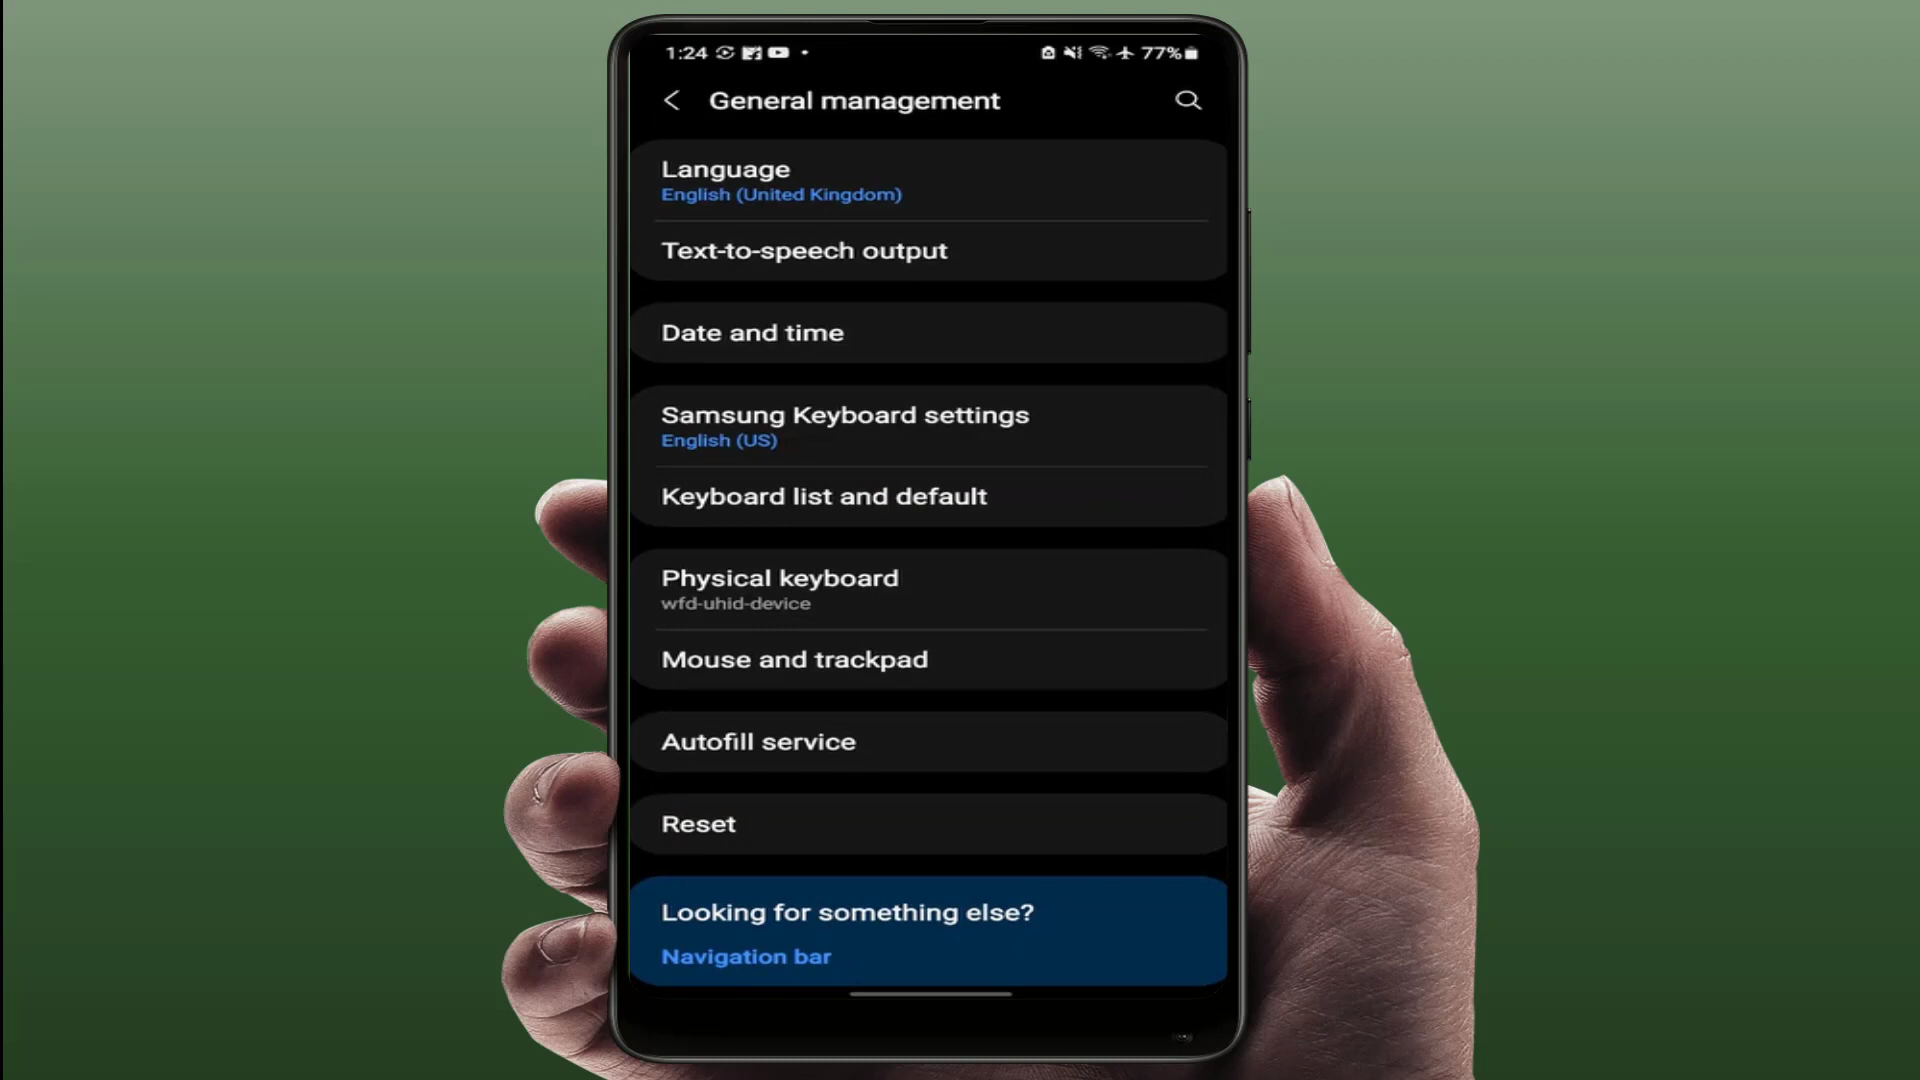 1:24
77%
General management
Language
English (United Kingdom)
Text-to-speech output
Date and time
Samsung Keyboard settings
English (US)
Keyboard list and default
Physical keyboard
wfd-uhid-device
Mouse and trackpad
Autofill service
Reset
Looking for something else?
Navigation bar